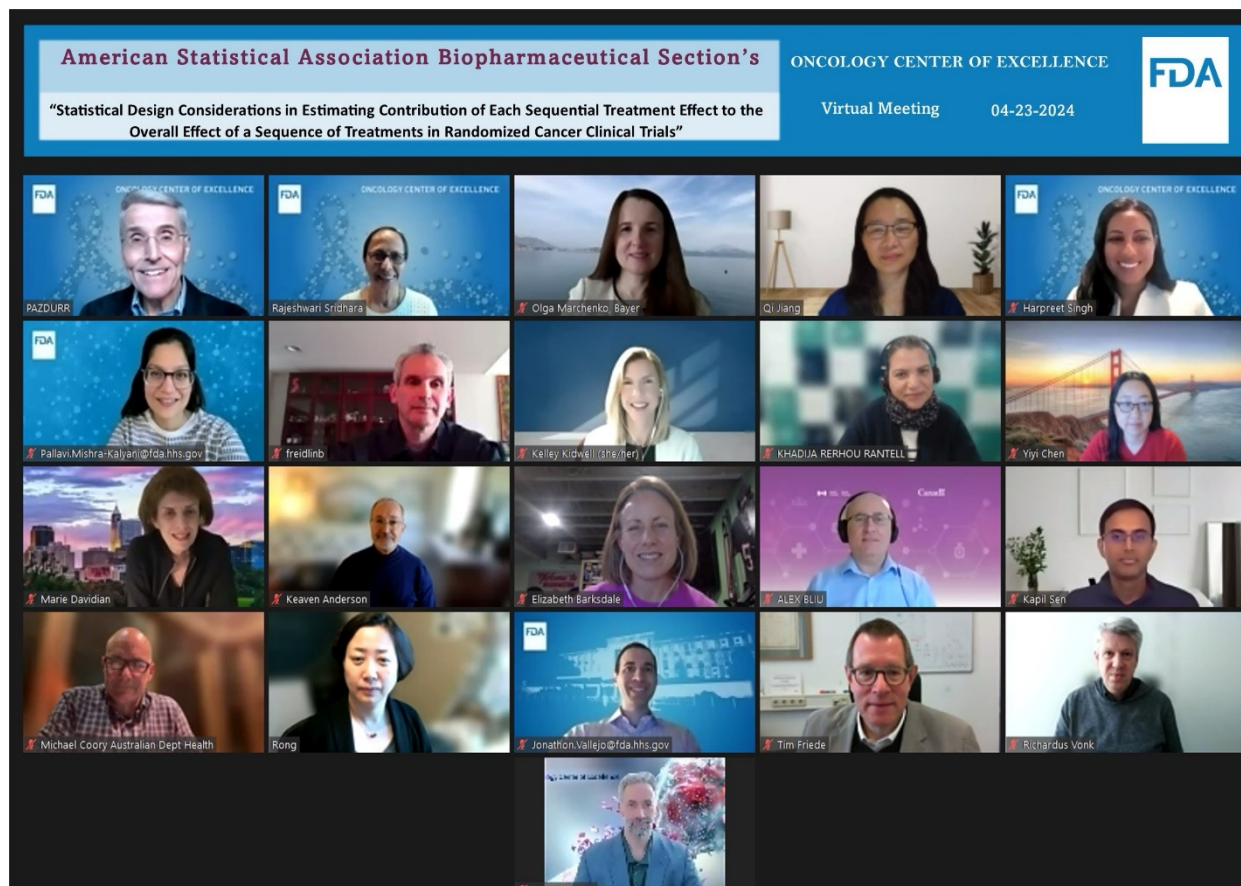 American Statistical Association Biopharmaceutical Section's
"Statistical Design Considerations in Estimating Contribution of Each Sequential Treatment Effect to the
Overall Effect of a Sequence of Treatments in Randomized Cancer Clinical Trials"
ONCOLOGY CENTER OF EXCELLENCE
Virtual Meeting 04-23-2024
FDA
FDA
ONCOLOGY CENTER OF EXCELLENCE
PAZDURR
FDA
ONCOLOGY CENTER OF EXCELLENCE
Rajeshwari Sridhara
Olga Marchenko, Bayer
Qi Jiang
FDA
ONCOLOGY CENTER OF EXCELLENCE
Harpreet Singh
FDA
Pallavi.Mishra-Kalyani@fda.hhs.gov
freidlinb
Kelley Kidwell (she/her)
KHADIJA RERHOU RANTELL
Yiyi Chen
Marie Davidian
Keaven Anderson
Elizabeth Barksdale
Canada
ALEX BLIU
Kapil Sen
Michael Coory Australian Dept Health
Rong
FDA
Jonathon.Vallejo@fda.hhs.gov
Tim Friede
Richardus Vonk